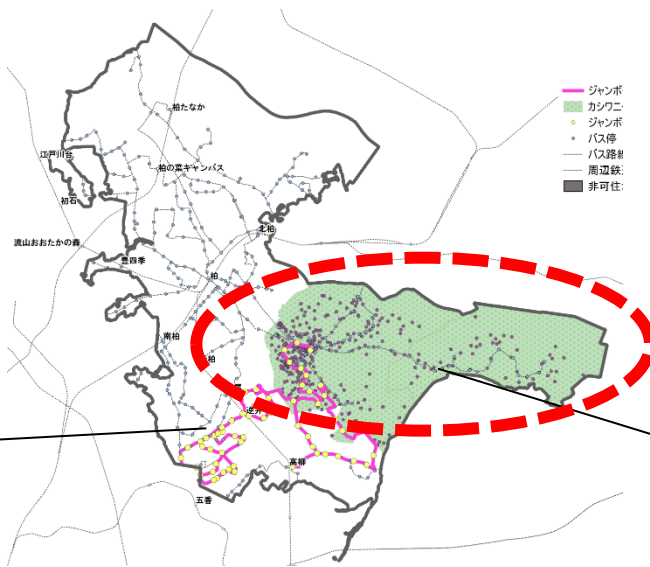 柏たなか
江戸川台
柏の葉キャンパス
初石
流山おおたかの森
北柏
豊四季
柏
南柏
柏
逆井
高柳
五香
ジャンボ
カシワニ
ジャンボ
バス停
バス路線
周辺鉄
非可住